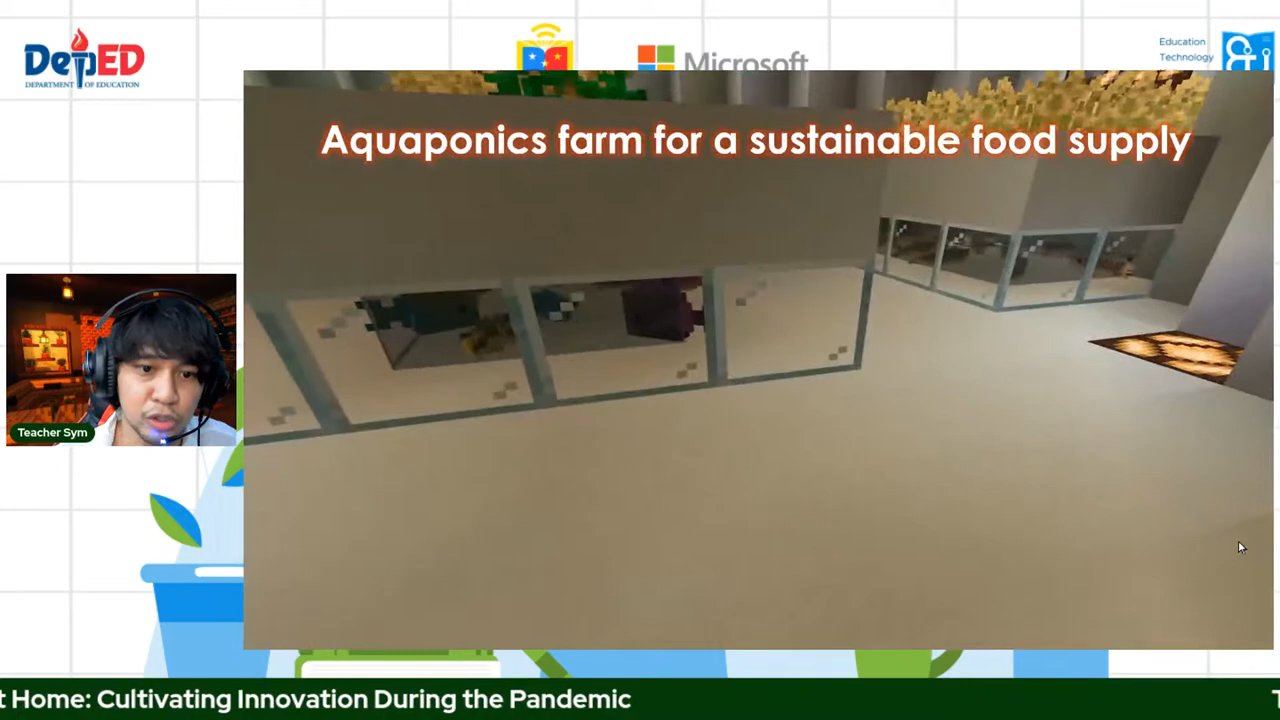 DepED
DEPARTMENT OF EDUCATION
Microsoft
Education
Technology
Aquaponics farm for a sustainable food supply
Teacher Sym
t Home: Cultivating Innovation During the Pandemic
T